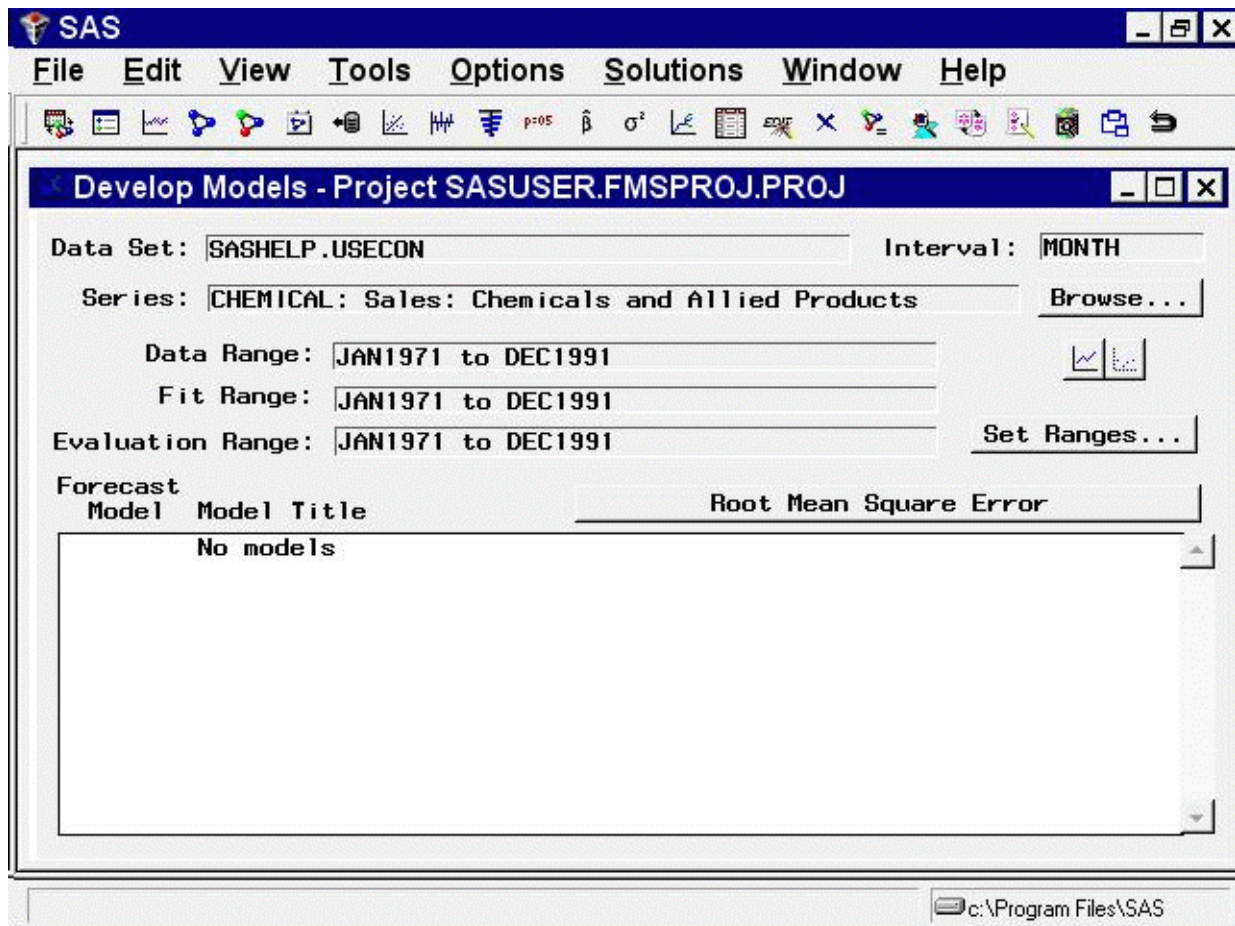 SAS
File Edit View Tools Options Solutions Window Help
p=05 β̂ σ²
Develop Models - Project SASUSER.FMSPROJ.PROJ
Data Set: SASHELP.USECON Interval: MONTH
Series: CHEMICAL: Sales: Chemicals and Allied Products Browse...
Data Range: JAN1971 to DEC1991
Fit Range: JAN1971 to DEC1991
Evaluation Range: JAN1971 to DEC1991 Set Ranges...
Forecast
Model Model Title Root Mean Square Error
No models
c:\Program Files\SAS